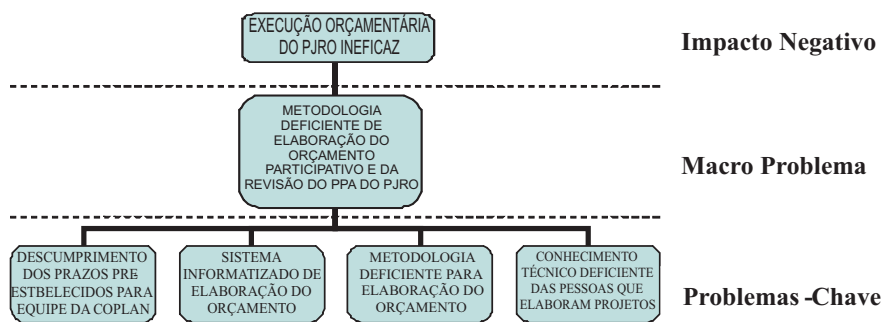 EXECUÇÃO ORÇAMENTÁRIA
DO PJRO INEFICAZ
Impacto Negativo
METODOLOGIA
DEFICIENTE DE
ELABORAÇÃO DO
ORÇAMENTO
PARTICIPATIVO E DA
REVISÃO DO PPA DO PJRO
Macro Problema
DESCUMPRIMENTO
DOS PRAZOS PRE
ESTBELECIDOS PARA
EQUIPE DA COPLAN
SISTEMA
INFORMATIZADO DE
ELABORAÇÃO DO
ORÇAMENTO
METODOLOGIA
DEFICIENTE PARA
ELABORAÇÃO DO
ORÇAMENTO
CONHECIMENTO
TÉCNICO DEFICIENTE
DAS PESSOAS QUE
ELABORAM PROJETOS
Problemas -Chave